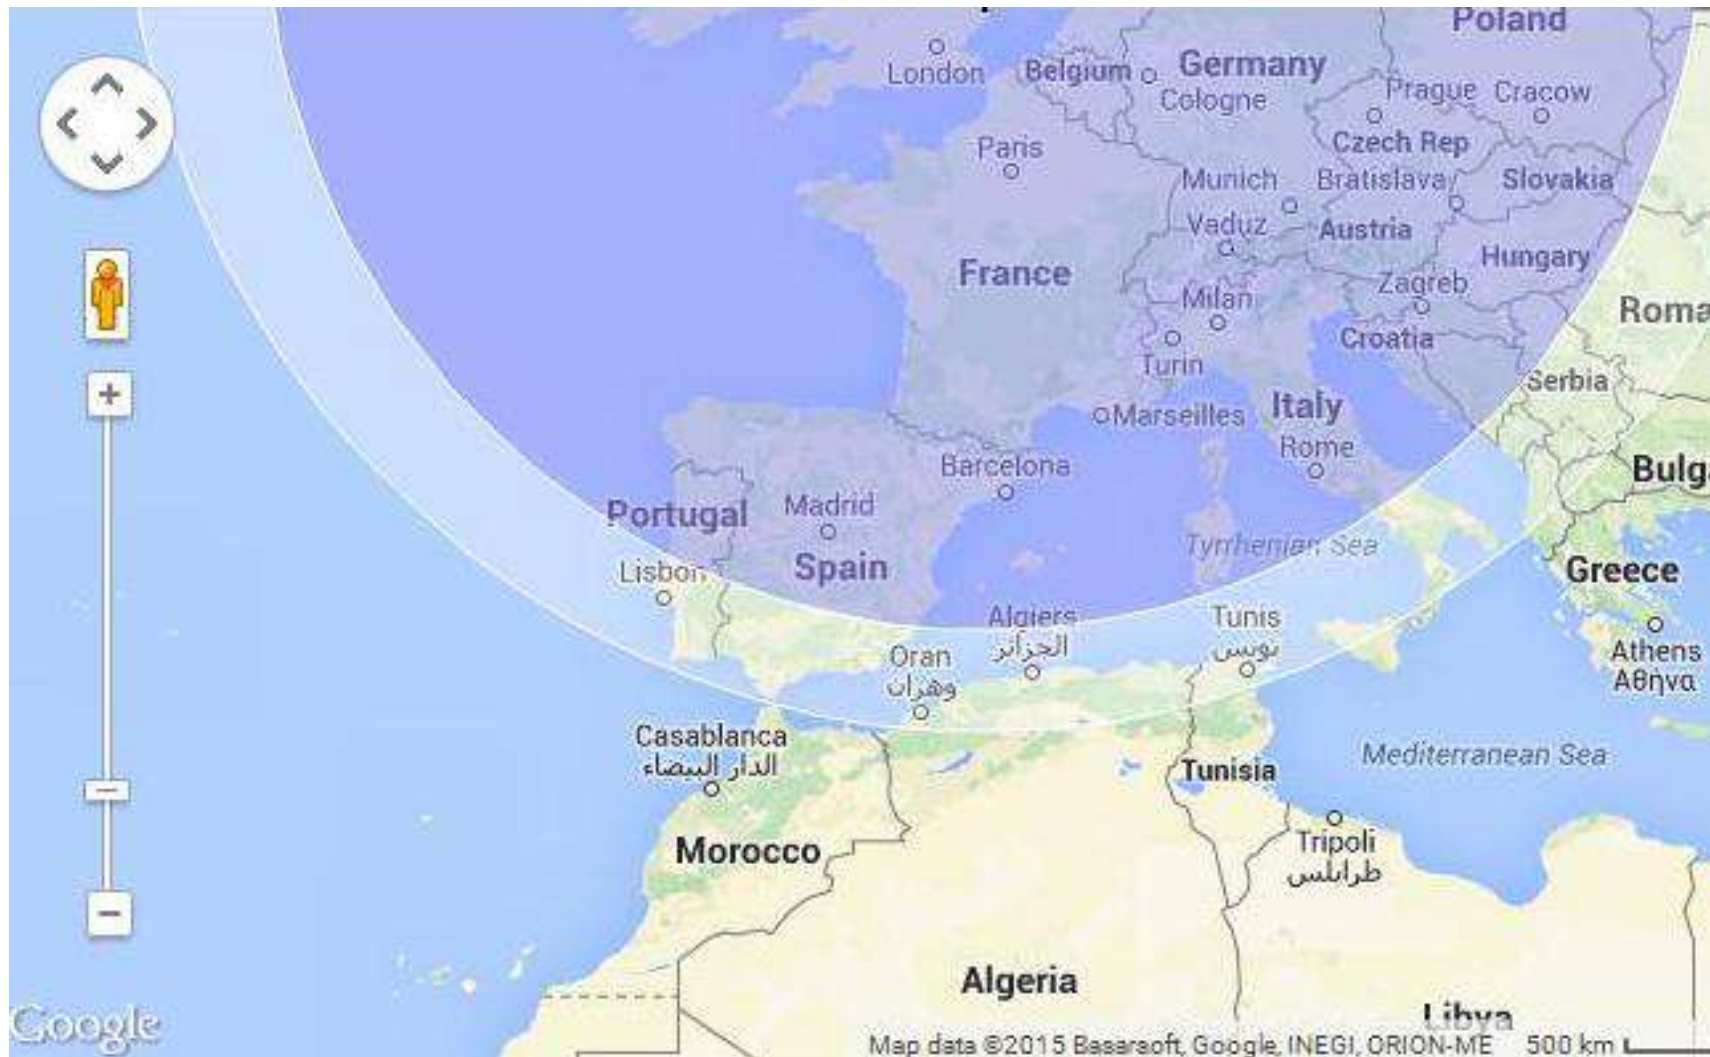 Poland
London
Belgium
Germany
Cologne
Prague
Cracow
Czech Rep
Paris
Munich
Bratislava
Slovakia
Vaduz
Austria
France
Hungary
Zagreb
Milan
Roma
Croatia
Turin
Serbia
Marseilles
Italy
Rome
Barcelona
Bulg
Madrid
Portugal
Tyrrhenian Sea
Spain
Lisbon
Greece
Algiers
الجزائر
Tunis
تونس
Oran
وهران
Athens
Αθήνα
Casablanca
الدار البيضاء
Mediterranean Sea
Tunisia
Morocco
Tripoli
طرابلس
Algeria
Libya
Google
Map data ©2015 Basarsoft, Google, INEGI, ORION-ME
500 km